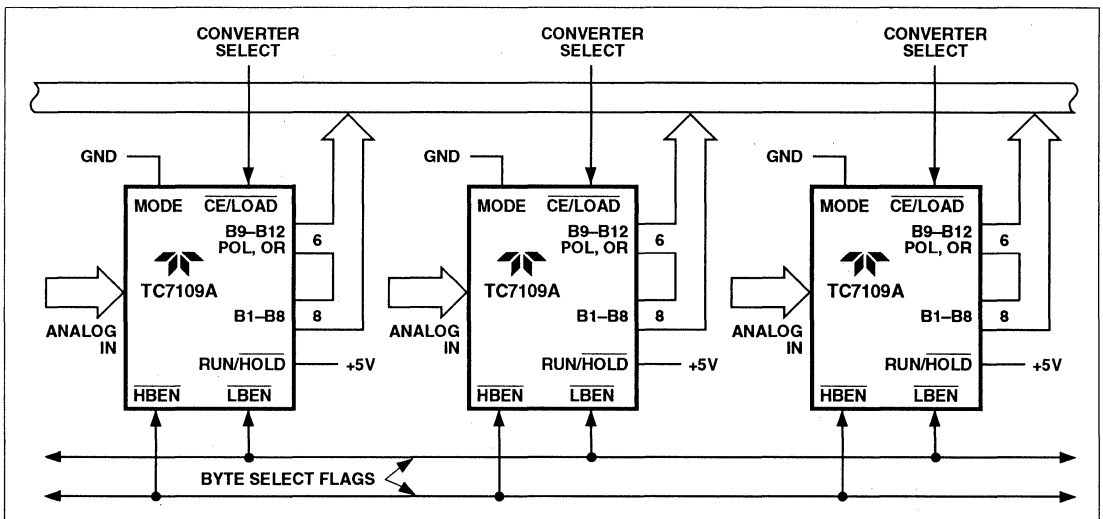 CONVERTER
SELECT
CONVERTER
SELECT
CONVERTER
SELECT
GND
MODE
CE/LOAD
B9–B12
POL, OR
6
TC7109A
B1–B8
8
ANALOG
IN
RUN/HOLD
+5V
HBEN
LBEN
GND
MODE
CE/LOAD
B9–B12
POL, OR
6
TC7109A
B1–B8
8
ANALOG
IN
RUN/HOLD
+5V
HBEN
LBEN
GND
MODE
CE/LOAD
B9–B12
POL, OR
6
TC7109A
B1–B8
8
ANALOG
IN
RUN/HOLD
+5V
HBEN
LBEN
BYTE SELECT FLAGS